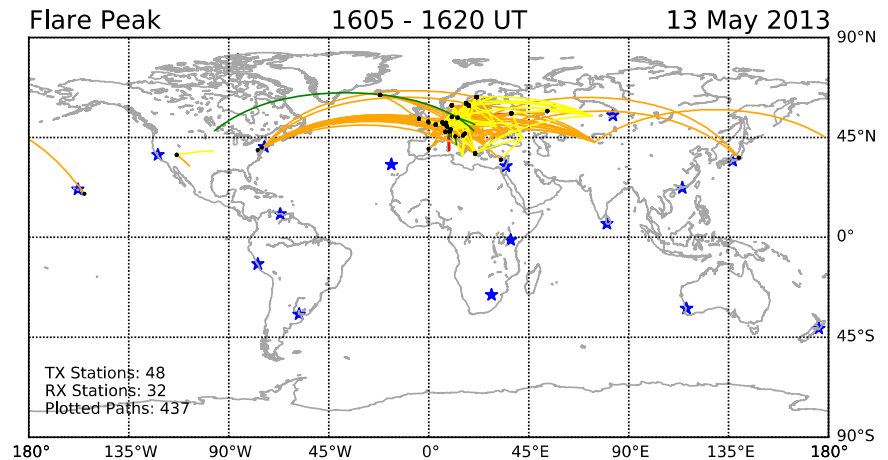 Flare Peak 1605 - 1620 UT 13 May 2013
90°N
45°N
0°
45°S
90°S
TX Stations: 48
RX Stations: 32
Plotted Paths: 437
180° 135°W 90°W 45°W 0° 45°E 90°E 135°E 180°